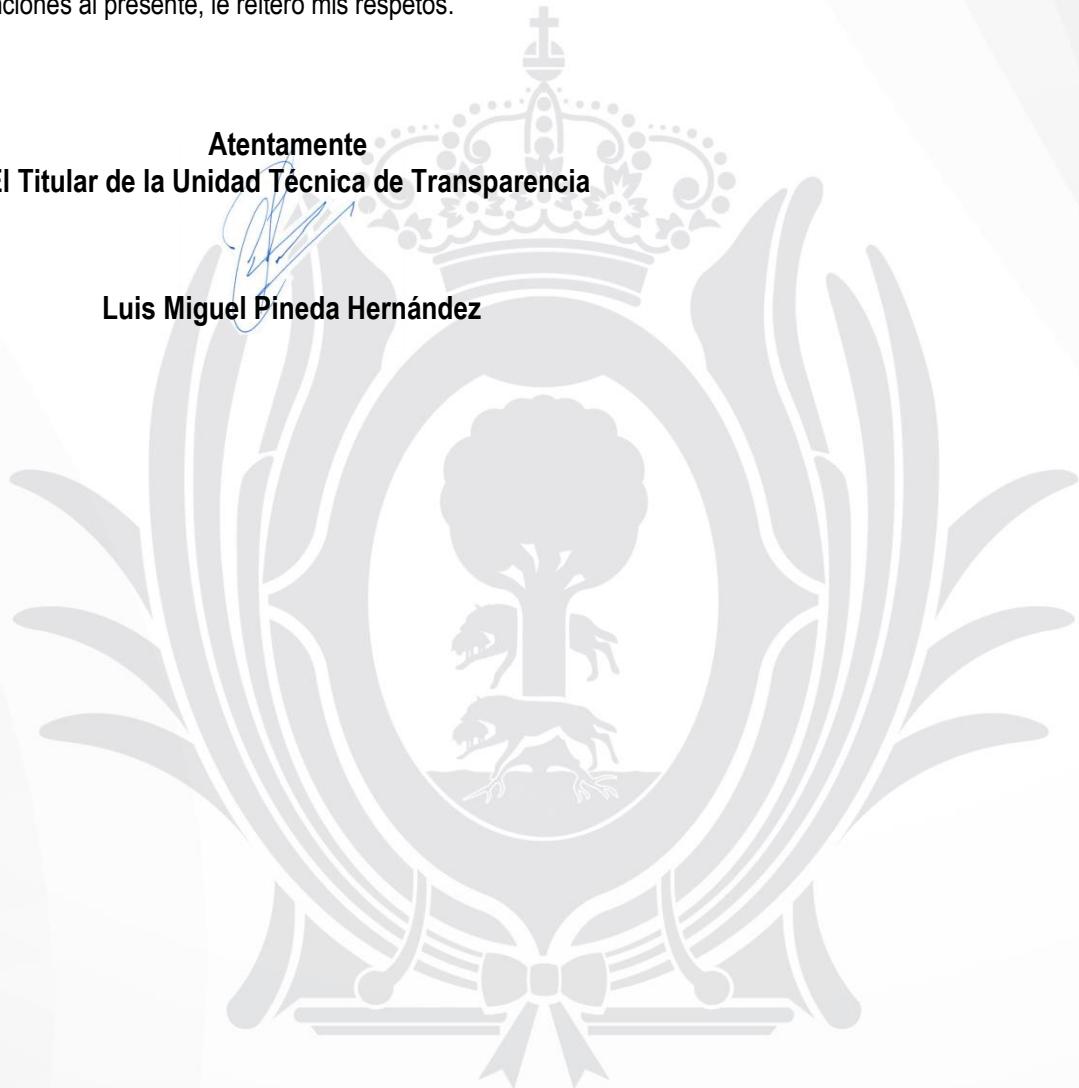 ciones al presente, le reitero mis respetos.
Atentamente
El Titular de la Unidad Técnica de Transparencia
Luis Miguel Pineda Hernández